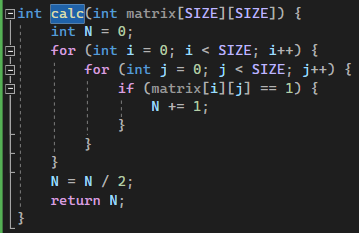 int calc(int matrix[SIZE][SIZE]) {
    int N = 0;
    for (int i = 0; i < SIZE; i++) {
        for (int j = 0; j < SIZE; j++) {
            if (matrix[i][j] == 1) {
                N += 1;
            }
        }
    }
    N = N / 2;
    return N;
}